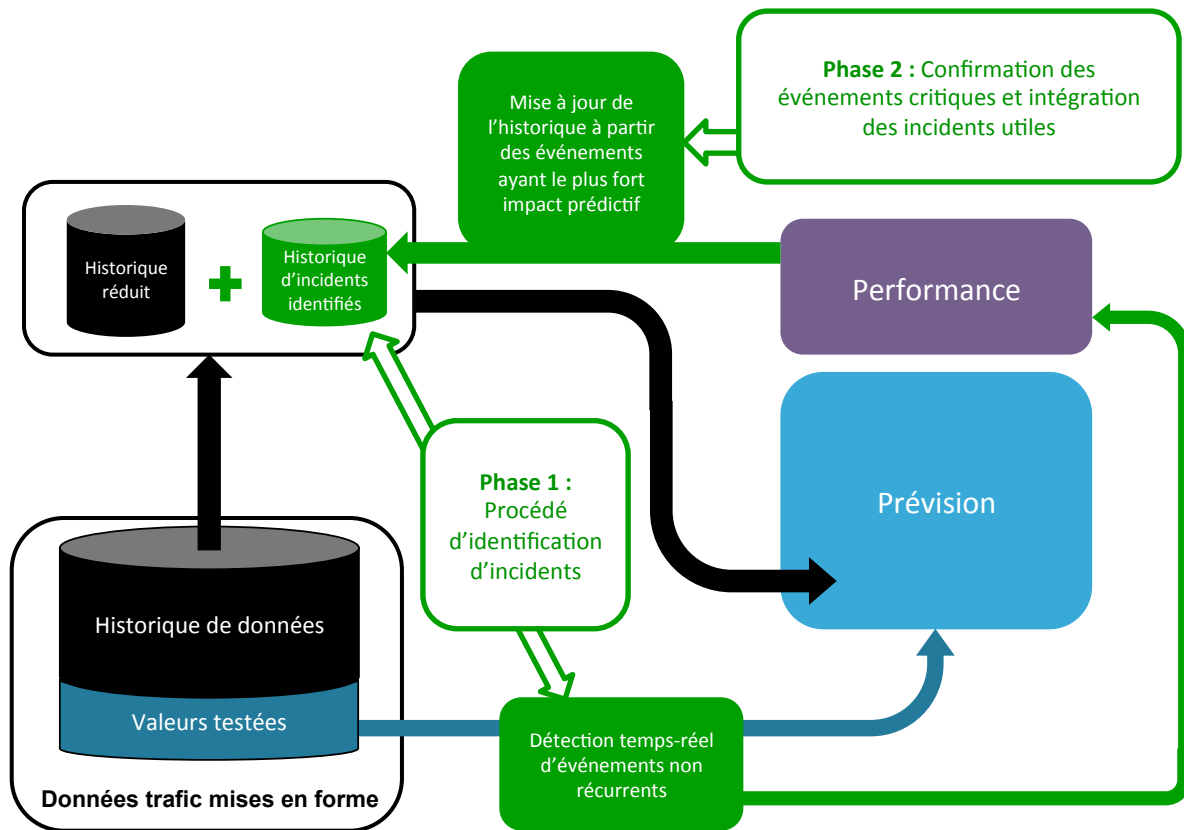 Phase 2 : Confirmation des
événements critiques et intégration
des incidents utiles
Mise à jour de
l’historique à partir
des événements
ayant le plus fort
impact prédictif
Historique
réduit
Historique
d’incidents
identifiés
Performance
Phase 1 :
Procédé
d’identification
d’incidents
Prévision
Historique de données
Valeurs testées
Données trafic mises en forme
Détection temps-réel
d’événements non
récurrents